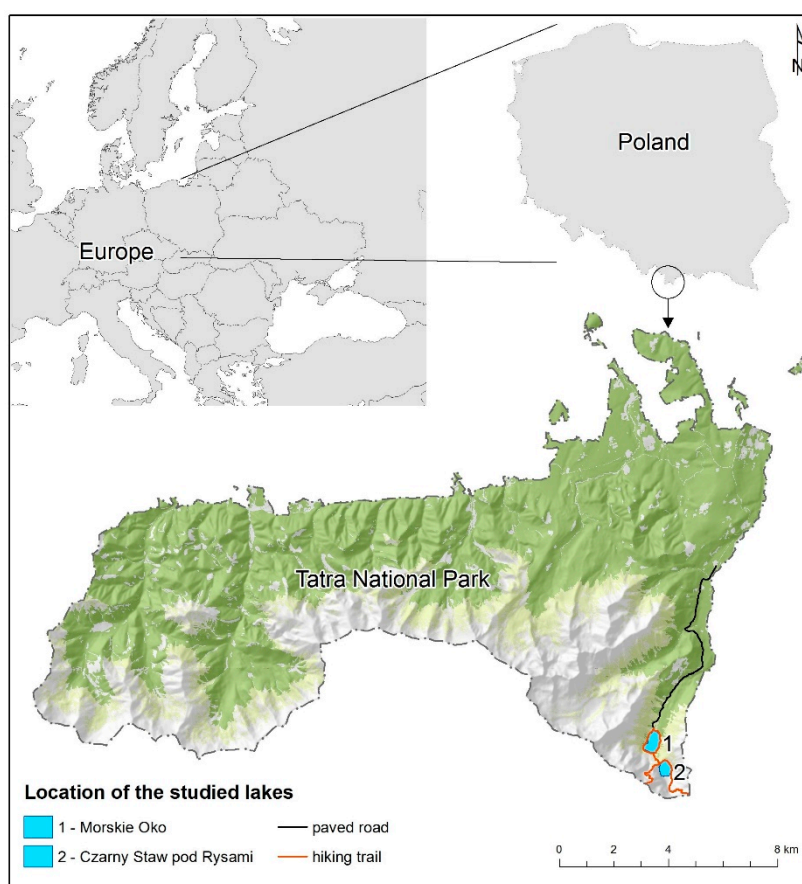 N
Poland
Europe
Tatra National Park
1
2
Location of the studied lakes
1 - Morskie Oko
paved road
2 - Czarny Staw pod Rysami
hiking trail
0 2 4 8 km